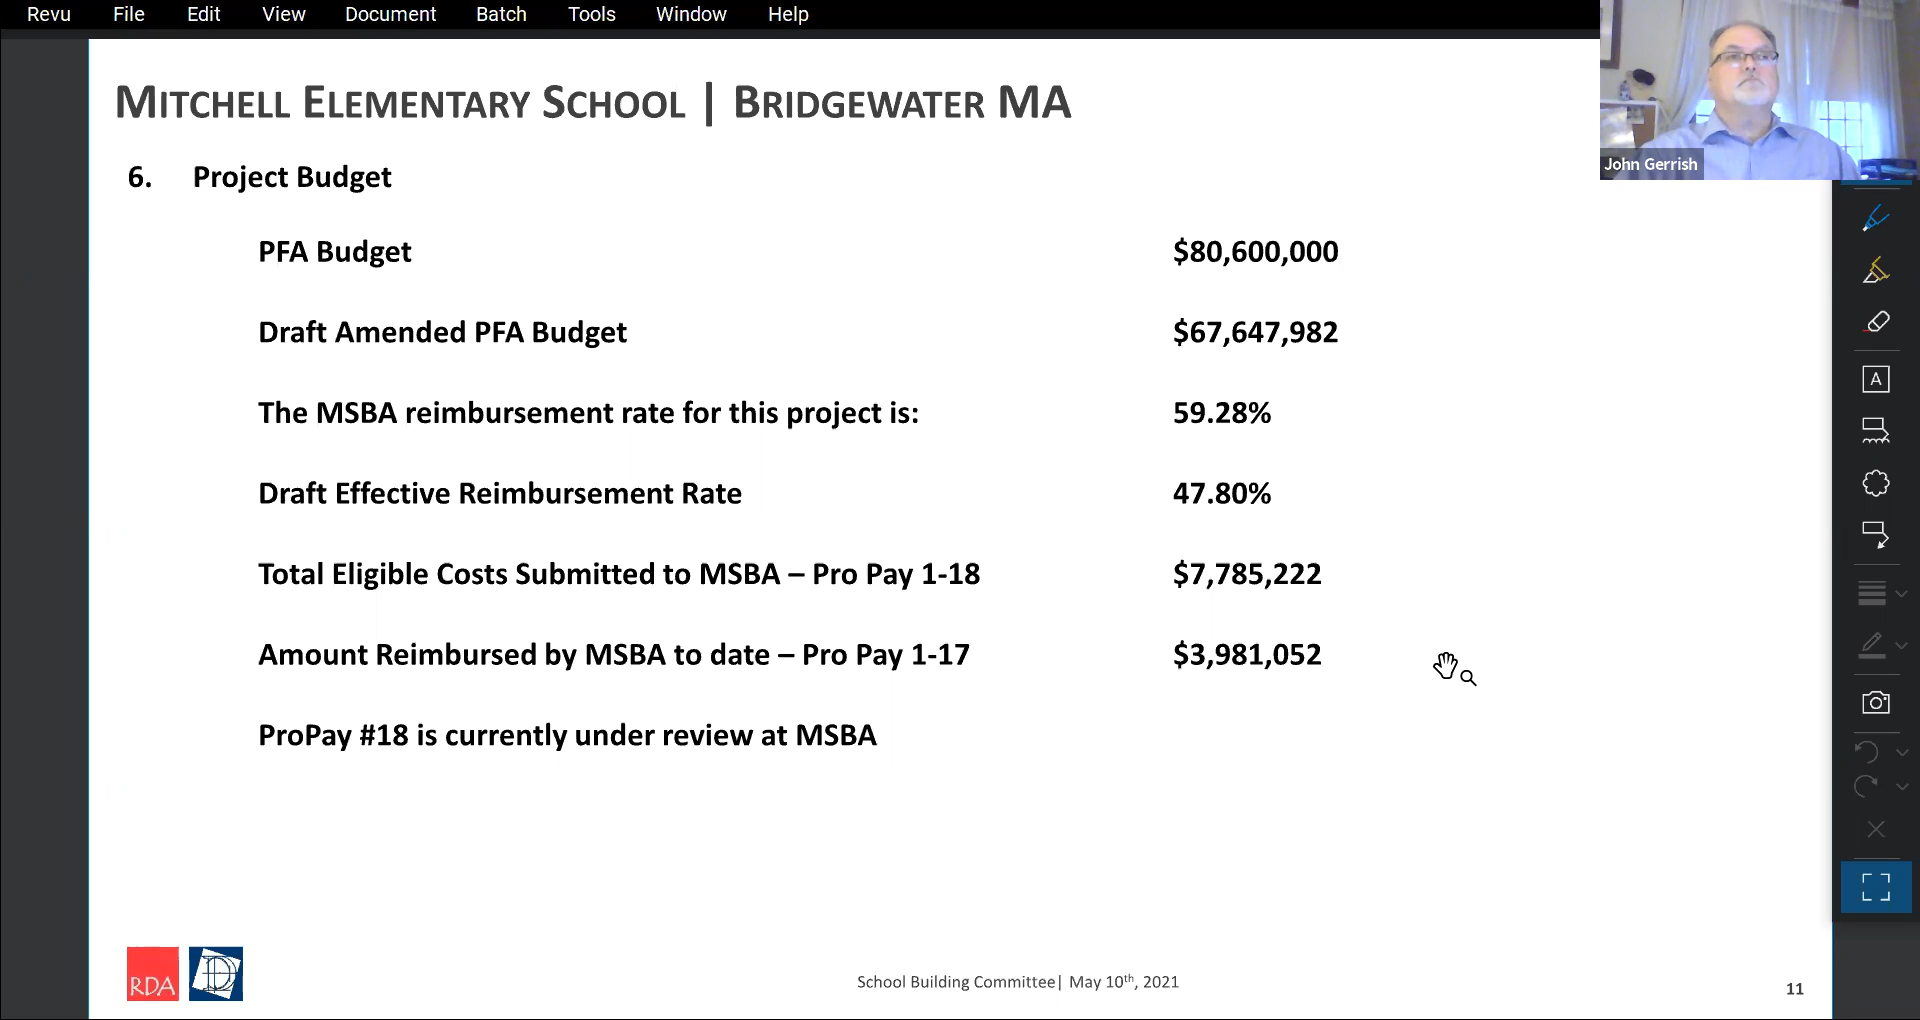 Revu File Edit View Document Batch Tools Window Help
John Gerrish
MITCHELL ELEMENTARY SCHOOL | BRIDGEWATER MA
6. Project Budget
PFA Budget $80,600,000
Draft Amended PFA Budget $67,647,982
The MSBA reimbursement rate for this project is: 59.28%
Draft Effective Reimbursement Rate 47.80%
Total Eligible Costs Submitted to MSBA – Pro Pay 1-18 $7,785,222
Amount Reimbursed by MSBA to date – Pro Pay 1-17 $3,981,052
ProPay #18 is currently under review at MSBA
A
RDA
School Building Committee| May 10th, 2021
11